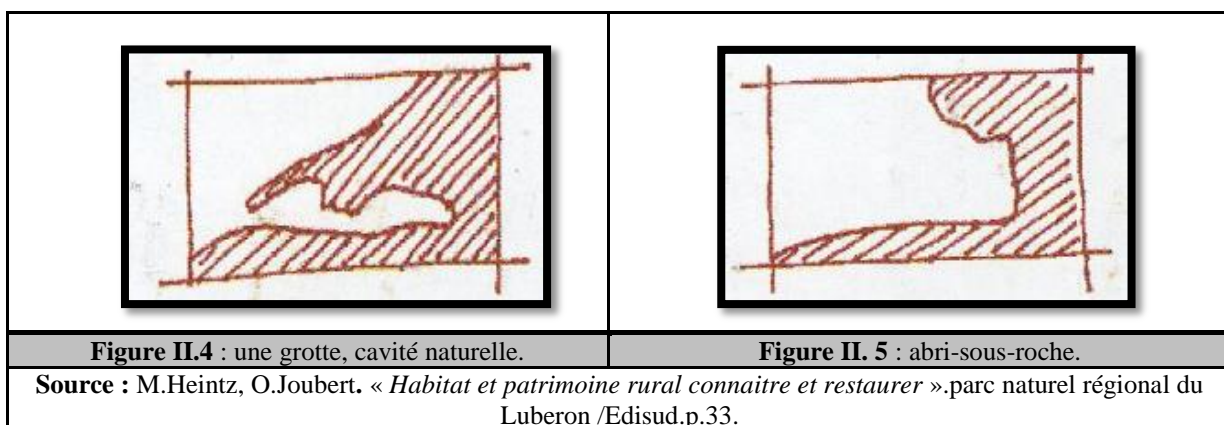 Figure II.4 : une grotte, cavité naturelle.
Figure II. 5 : abri-sous-roche.
Source : M.Heintz, O.Joubert. « Habitat et patrimoine rural connaitre et restaurer ».parc naturel régional du
Luberon /Edisud.p.33.